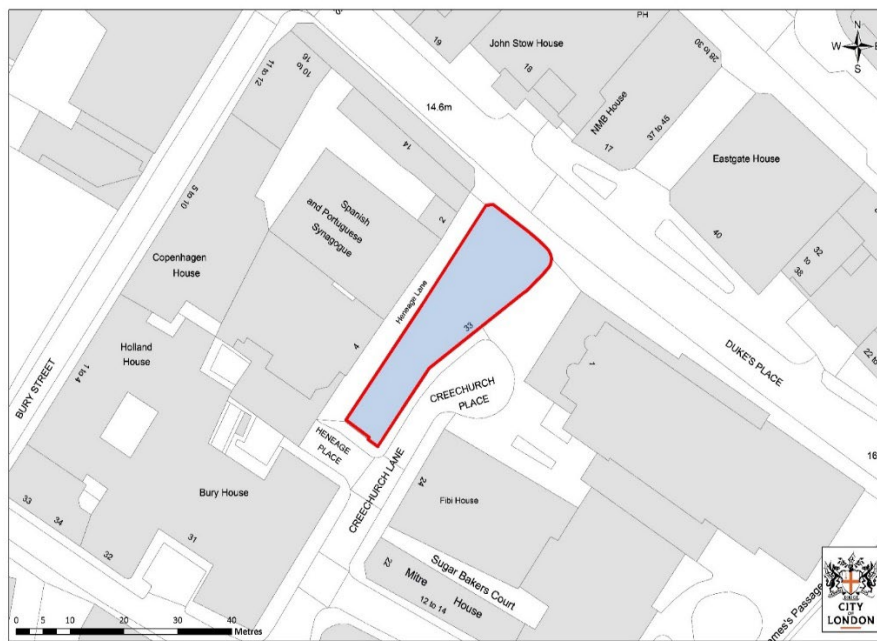 PH
N
W
E
S
19
John Stow House
18
28 to 30
10 to 16
11 to 12
14.6m
NMB House
37 to 45
17
Eastgate House
14
5 to 10
Spanish
and Portuguese
Synagogue
2
40
32
to
38
Copenhagen
House
Heneage Lane
Holland
House
33
1
DUKE'S PLACE
22 to
4
1 to 4
BURY STREET
CREECHURCH
PLACE
HENEAGE
PLACE
CREECHURCH LANE
16
24
Bury House
Fibi House
33
34
32
31
22
Sugar Bakers Court
Mitre
House
12 to 14
mes's Passage
0 5 10 20 30 40
Metres
CITY
OF
LONDON